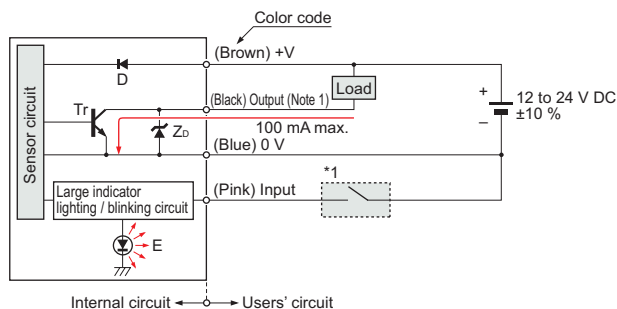 Color code
(Brown) +V
D
(Black) Output (Note 1)
Load
Tr
ZD
100 mA max.
+
12 to 24 V DC
±10 %
–
(Blue) 0 V
Sensor circuit
*1
(Pink) Input
Large indicator
lighting / blinking circuit
E
Internal circuit
Users' circuit